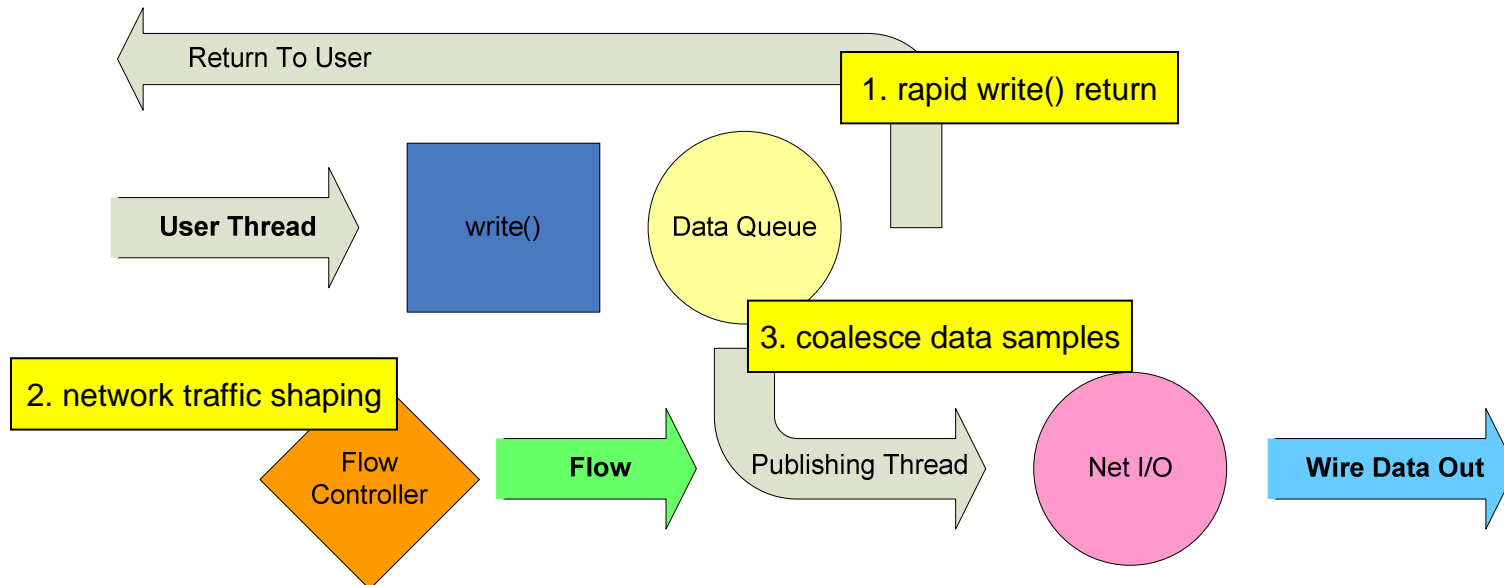 Return To User
1. rapid write() return
User Thread
write()
Data Queue
3. coalesce data samples
2. network traffic shaping
Flow
Controller
Flow
Publishing Thread
Net I/O
Wire Data Out